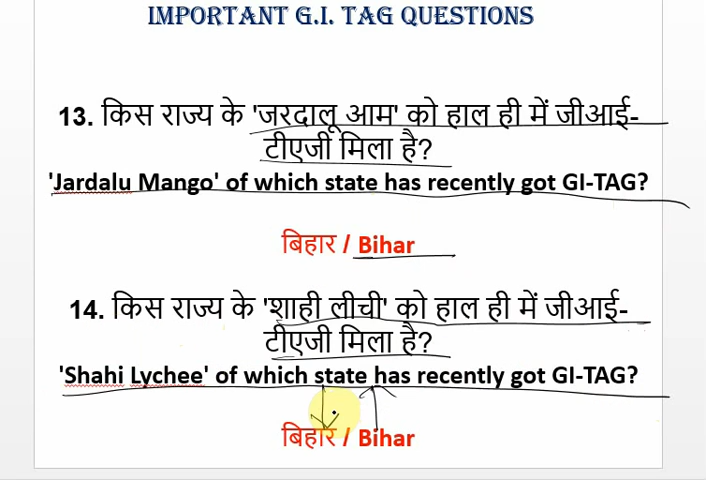 IMPORTANT G.I. TAG QUESTIONS
13. किस राज्य के 'जरदालू आम' को हाल ही में जीआई-
टीएजी मिला है?
'Jardalu Mango' of which state has recently got GI-TAG?
बिहार / Bihar
14. किस राज्य के 'शाही लीची' को हाल ही में जीआई-
टीएजी मिला है?
'Shahi Lychee' of which state has recently got GI-TAG?
बिहार / Bihar